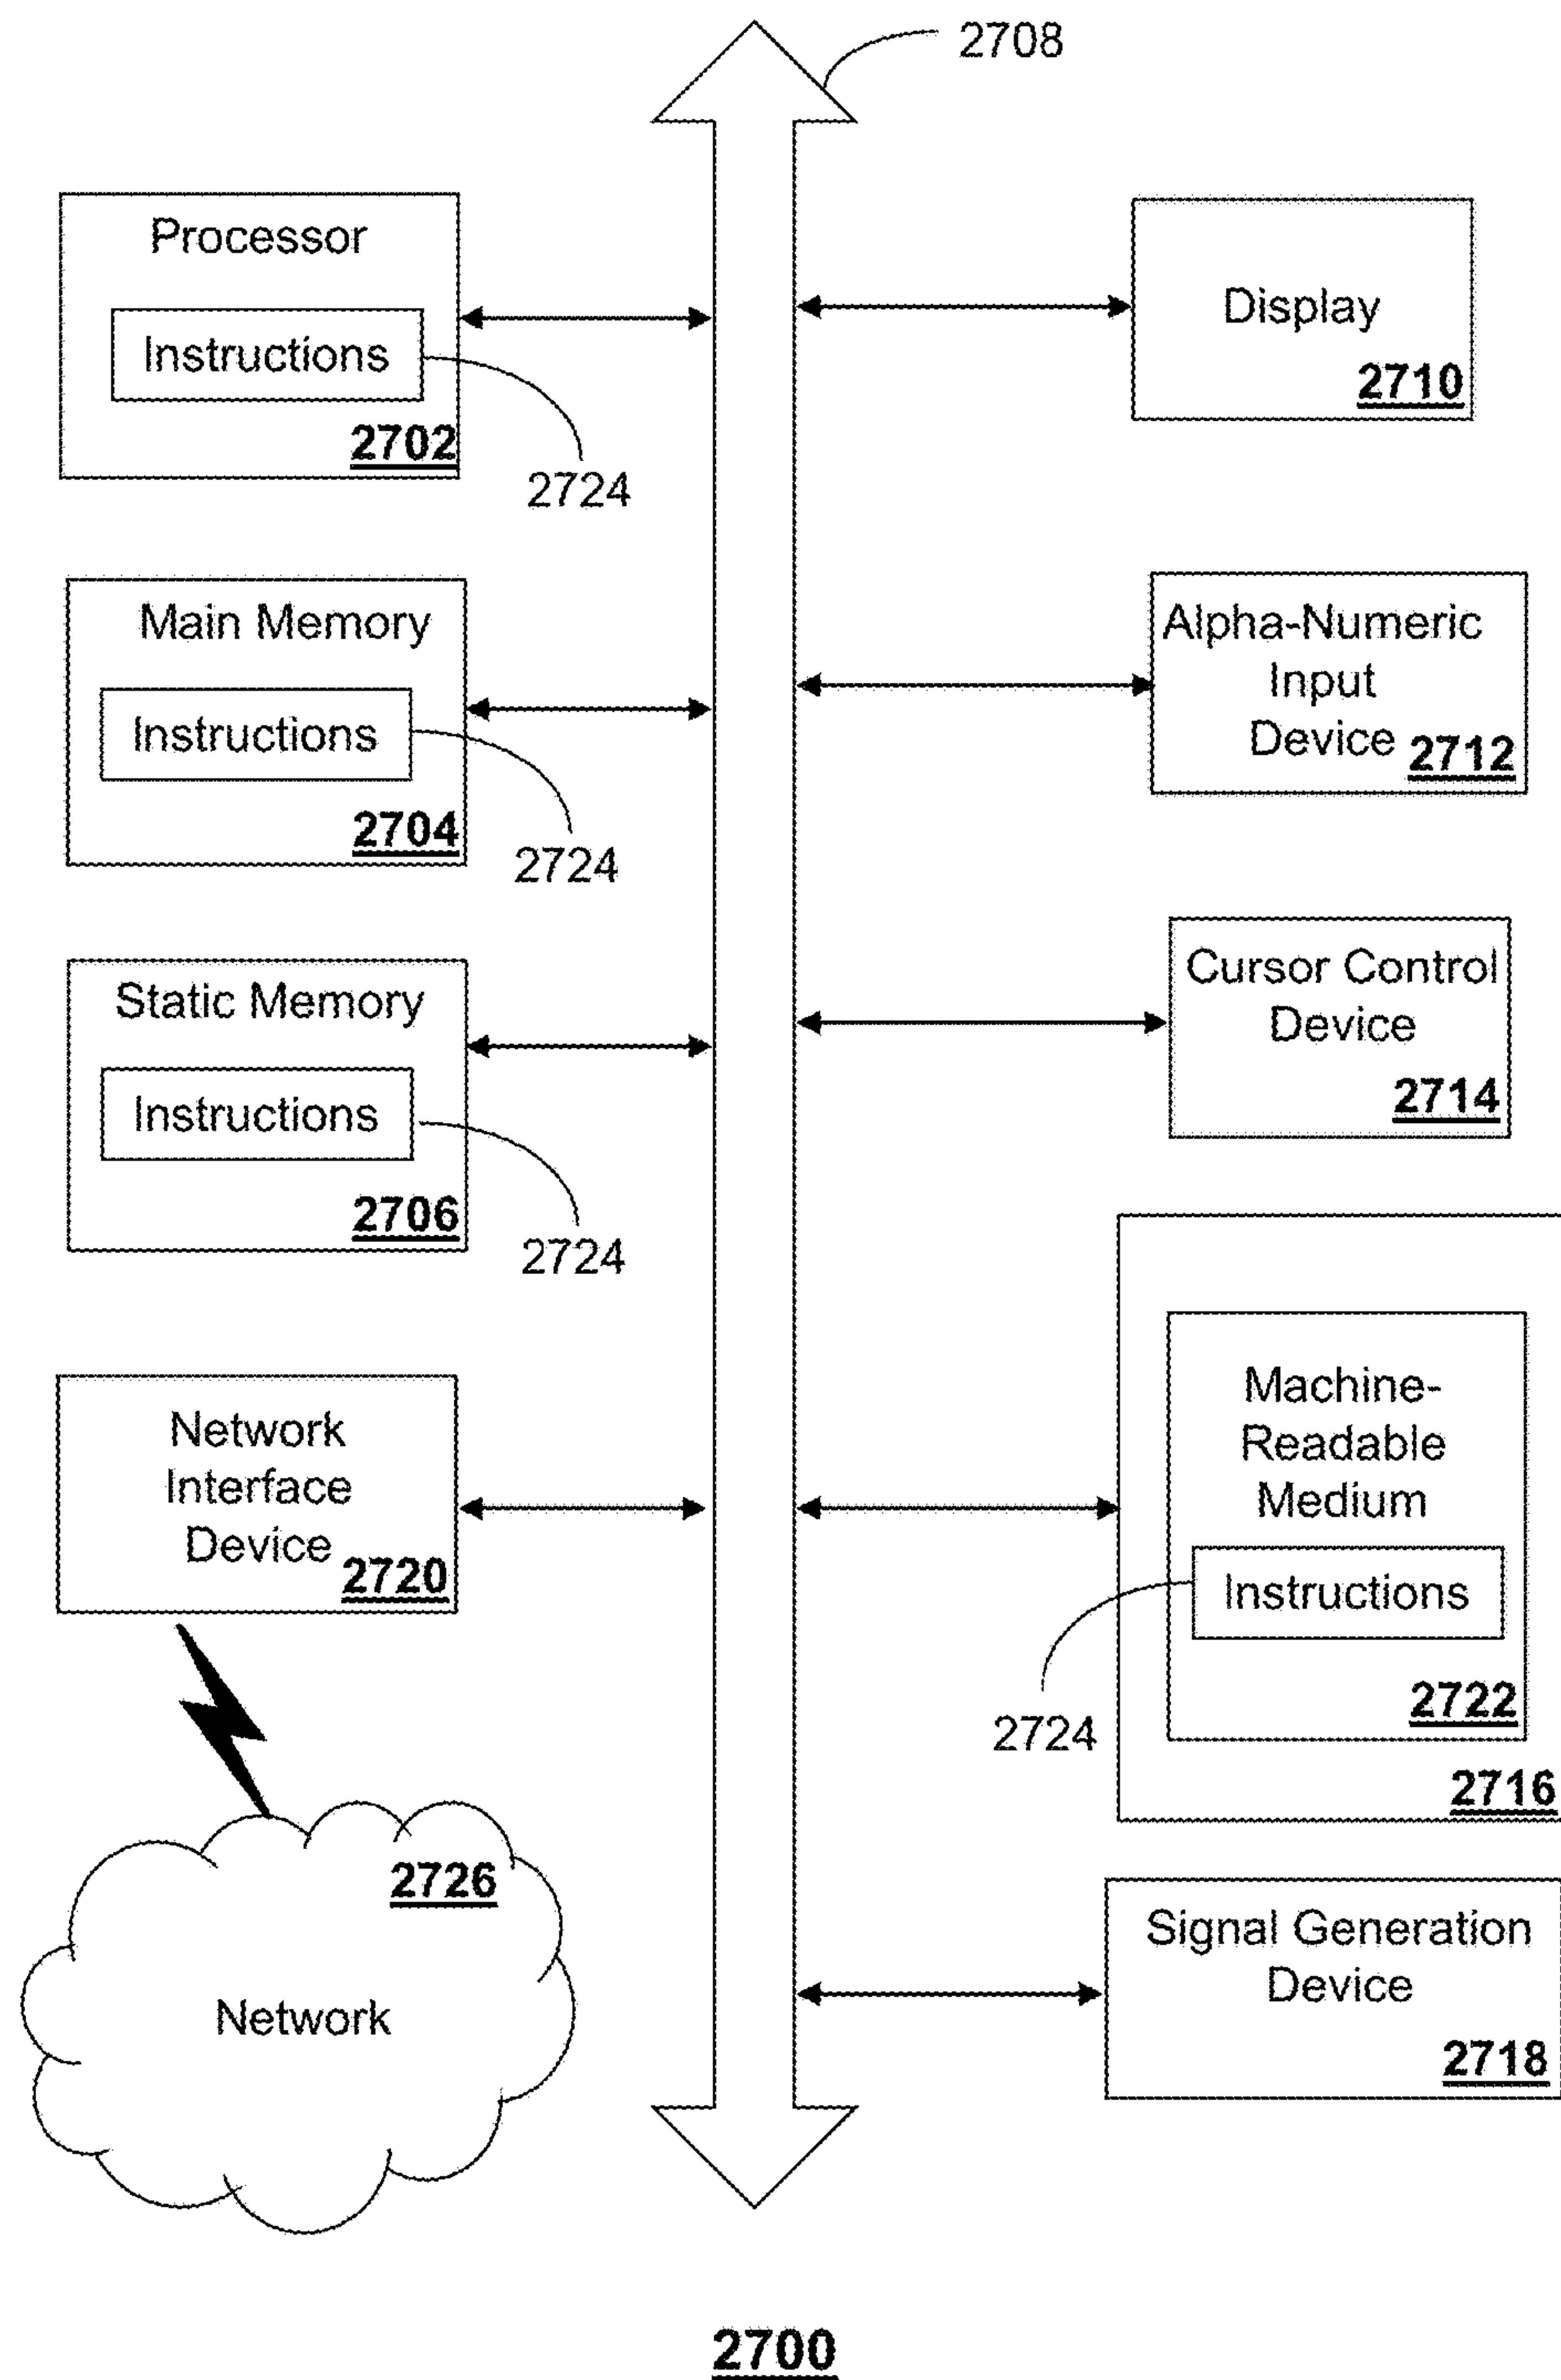 2708
Processor
Instructions
2702
2724
Display
2710
Main Memory
Instructions
2704
2724
Alpha-Numeric
Input
Device
2712
Static Memory
Instructions
2706
2724
Cursor Control
Device
2714
Network
Interface
Device
2720
Machine-
Readable
Medium
Instructions
2724
2722
2716
2726
Network
Signal Generation
Device
2718
2700